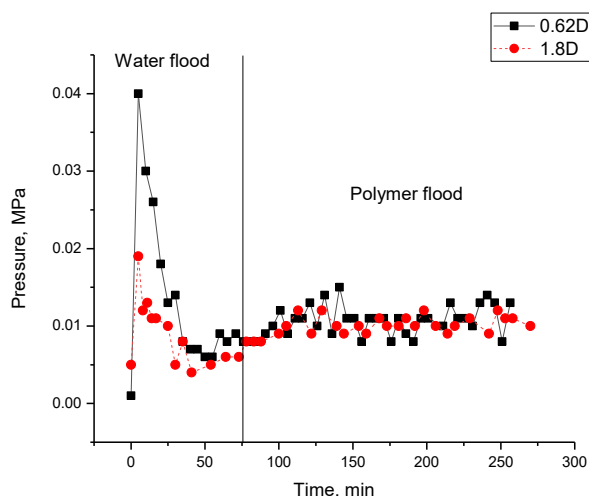 0.62D
1.8D
Water flood
Polymer flood
Pressure, MPa
0.04
0.03
0.02
0.01
0.00
0 50 100 150 200 250 300
Time, min